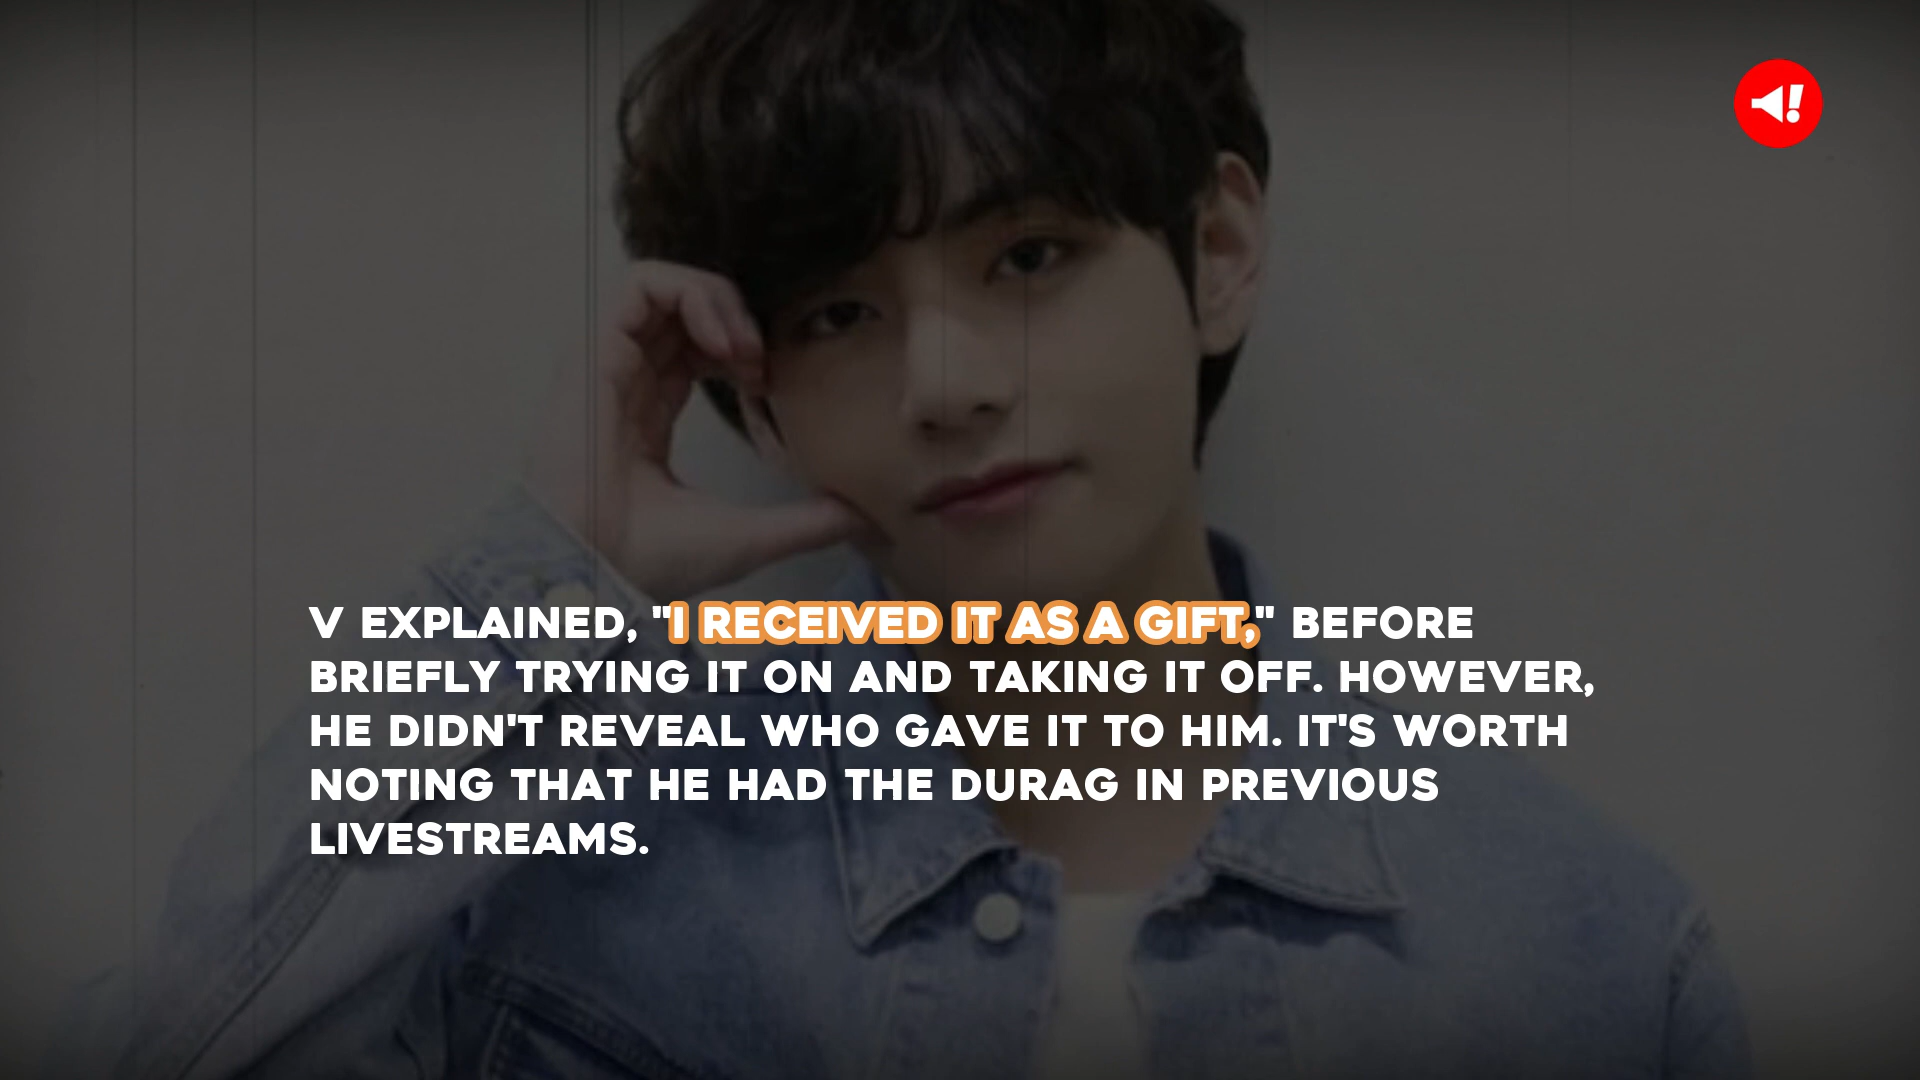 V EXPLAINED, "I RECEIVED IT AS A GIFT," BEFORE
BRIEFLY TRYING IT ON AND TAKING IT OFF. HOWEVER,
HE DIDN'T REVEAL WHO GAVE IT TO HIM. IT'S WORTH
NOTING THAT HE HAD THE DURAG IN PREVIOUS
LIVESTREAMS.